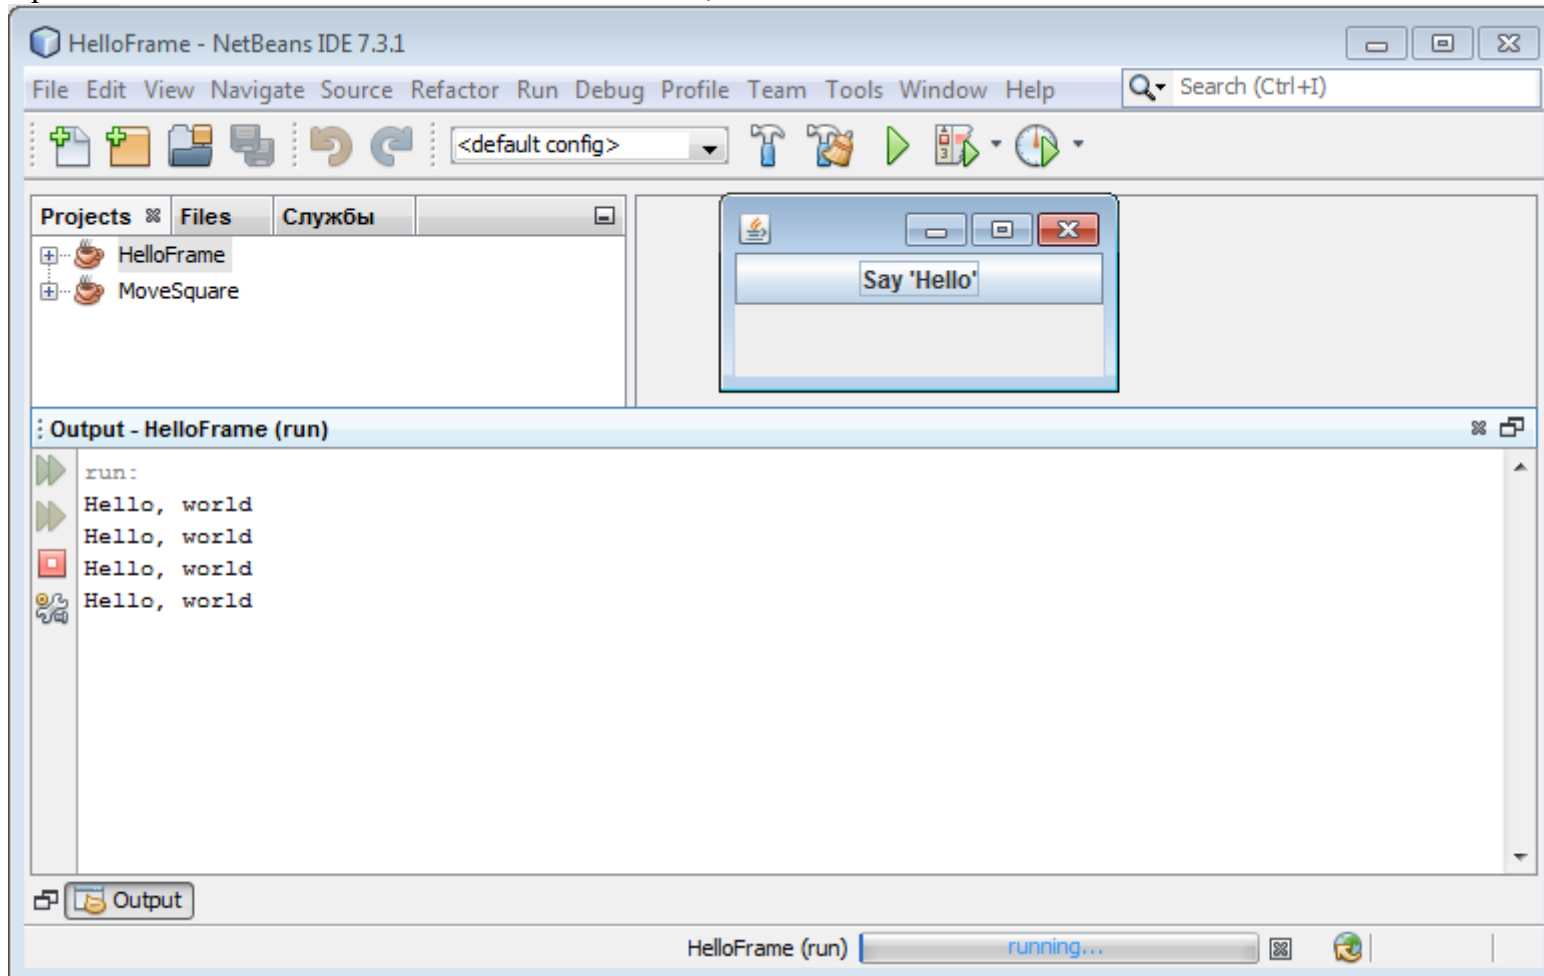 HelloFrame - NetBeans IDE 7.3.1
File Edit View Navigate Source Refactor Run Debug Profile Team Tools Window Help Search (Ctrl+I)
<default config>
Projects Files Службы
HelloFrame
MoveSquare
Say 'Hello'
Output - HelloFrame (run)
run:
Hello, world
Hello, world
Hello, world
Hello, world
Output
HelloFrame (run) running...